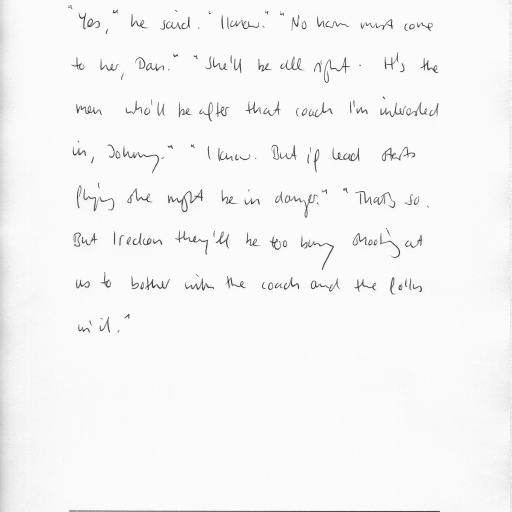 "Yes," he said. "I know." "No harm must come
to her, Dan." "She'll be all right. It's the
men who'll be after that coach I'm interested
in, Johnny." "I know. But if lead starts
flying she might be in danger." "That's so.
But I reckon they'll be too busy shooting at
us to bother with the coach and the folks
in it."